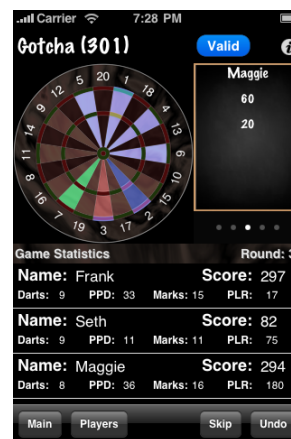 Carrier 7:28 PM
Gotcha (301) Valid i
Maggie
60
20
20 1 18 4 13 6 10 15 2 17 3 19 7 16 8 11 14 9 12 5
Game Statistics Round: 3
Name: Frank Score: 297
Darts: 9 PPD: 33 Marks: 15 PLR: 17
Name: Seth Score: 82
Darts: 9 PPD: 11 Marks: 11 PLR: 75
Name: Maggie Score: 294
Darts: 8 PPD: 36 Marks: 16 PLR: 180
Main Players Skip Undo